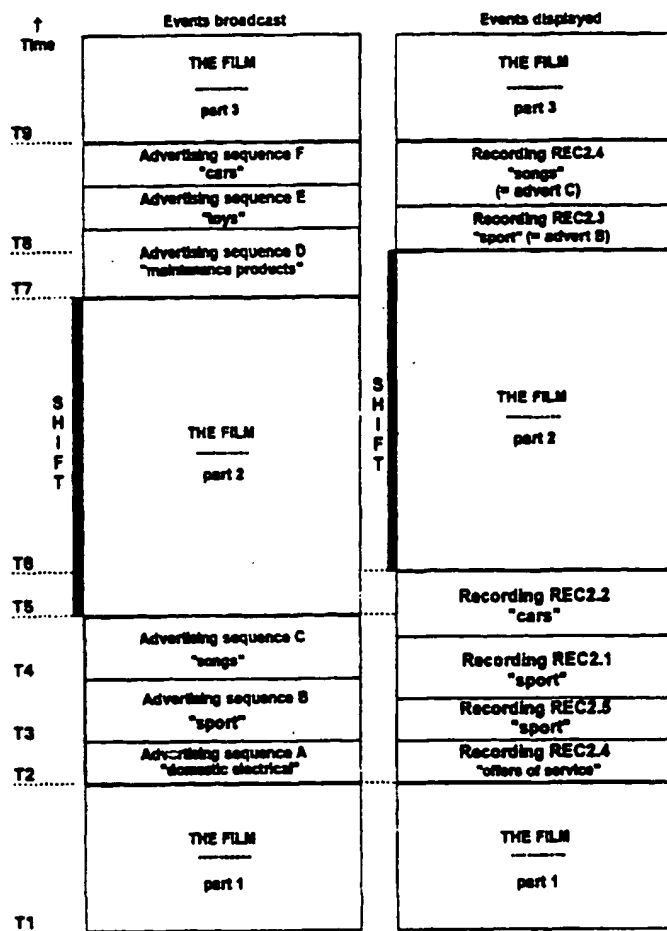 ↑
Time
Events broadcast
Events displayed
THE FILM
part 3
THE FILM
part 3
T9
Advertising sequence F
"cars"
Advertising sequence E
"toys"
Advertising sequence D
"maintenance products"
Recording REC2.4
"songs"
(= advert C)
Recording REC2.3
"sport" (= advert B)
T8
T7
SHIFT
THE FILM
part 2
SHIFT
THE FILM
part 2
T6
T5
Advertising sequence C
"songs"
Advertising sequence B
"sport"
Advertising sequence A
"domestic electrical"
Recording REC2.2
"cars"
Recording REC2.1
"sport"
Recording REC2.5
"sport"
Recording REC2.4
"offers of service"
T4
T3
T2
THE FILM
part 1
THE FILM
part 1
T1